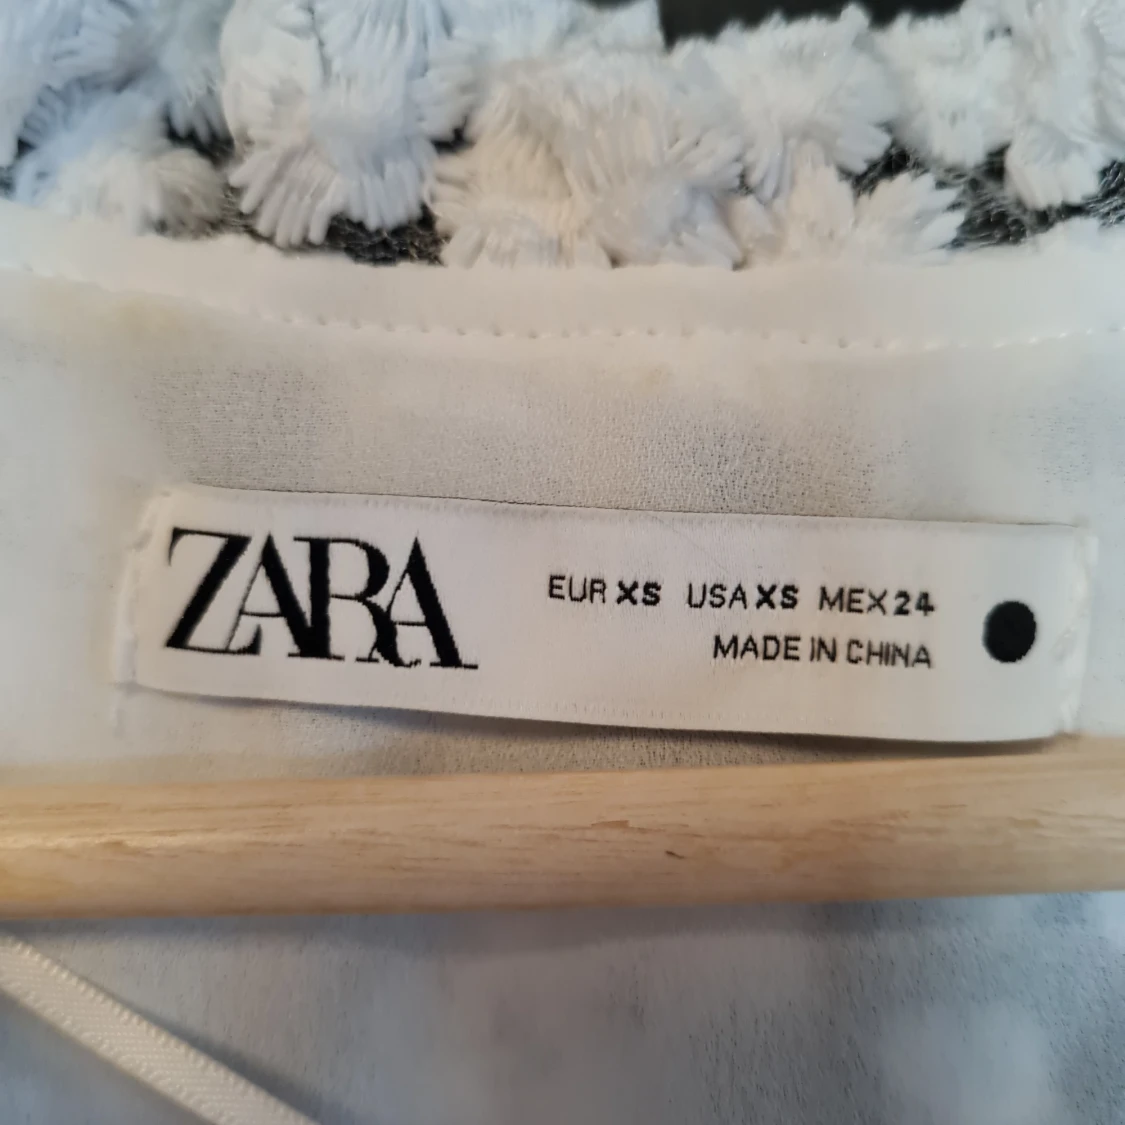 ZARA
EUR XS USA XS MEX 24
MADE IN CHINA